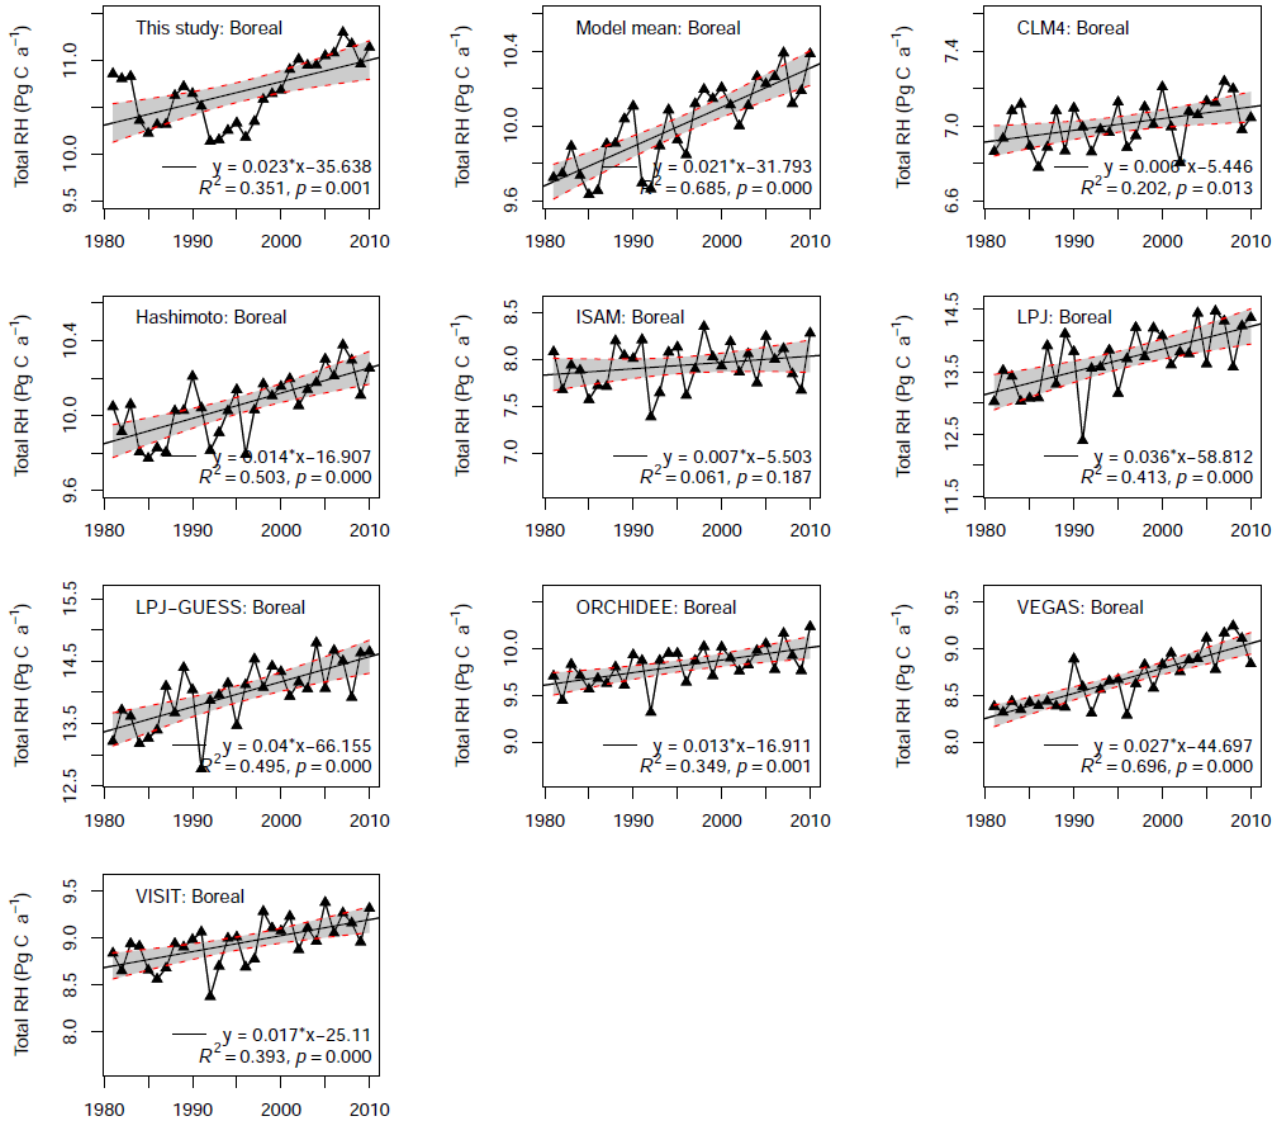 This study: Boreal
Total RH (Pg C a−1)
11.0
10.0
9.5
y = 0.023*x−35.638
R2 = 0.351, p = 0.001
1980 1990 2000 2010
Model mean: Boreal
Total RH (Pg C a−1)
10.4
10.0
9.6
y = 0.021*x−31.793
R2 = 0.685, p = 0.000
1980 1990 2000 2010
CLM4: Boreal
Total RH (Pg C a−1)
7.4
7.0
6.6
y = 0.006*x−5.446
R2 = 0.202, p = 0.013
1980 1990 2000 2010
Hashimoto: Boreal
Total RH (Pg C a−1)
10.4
10.0
9.6
y = 0.014*x−16.907
R2 = 0.503, p = 0.000
1980 1990 2000 2010
ISAM: Boreal
Total RH (Pg C a−1)
8.5
8.0
7.5
7.0
y = 0.007*x−5.503
R2 = 0.061, p = 0.187
1980 1990 2000 2010
LPJ: Boreal
Total RH (Pg C a−1)
14.5
13.5
12.5
11.5
y = 0.036*x−58.812
R2 = 0.413, p = 0.000
1980 1990 2000 2010
LPJ−GUESS: Boreal
Total RH (Pg C a−1)
15.5
14.5
13.5
12.5
y = 0.04*x−66.155
R2 = 0.495, p = 0.000
1980 1990 2000 2010
ORCHIDEE: Boreal
Total RH (Pg C a−1)
10.0
9.5
9.0
y = 0.013*x−16.911
R2 = 0.349, p = 0.001
1980 1990 2000 2010
VEGAS: Boreal
Total RH (Pg C a−1)
9.5
9.0
8.5
8.0
y = 0.027*x−44.697
R2 = 0.696, p = 0.000
1980 1990 2000 2010
VISIT: Boreal
Total RH (Pg C a−1)
9.5
9.0
8.5
8.0
y = 0.017*x−25.11
R2 = 0.393, p = 0.000
1980 1990 2000 2010